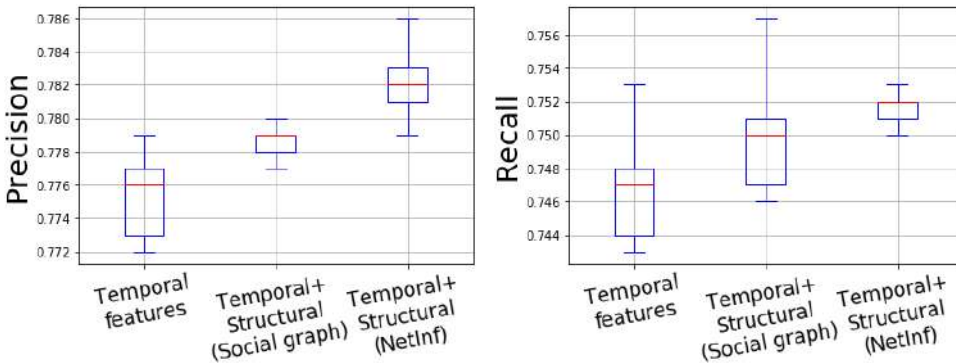 Precision
0.786
0.784
0.782
0.780
0.778
0.776
0.774
0.772
Temporal
features
Temporal+
Structural
(Social graph)
Temporal+
Structural
(NetInf)
Recall
0.756
0.754
0.752
0.750
0.748
0.746
0.744
Temporal
features
Temporal+
Structural
(Social graph)
Temporal+
Structural
(NetInf)